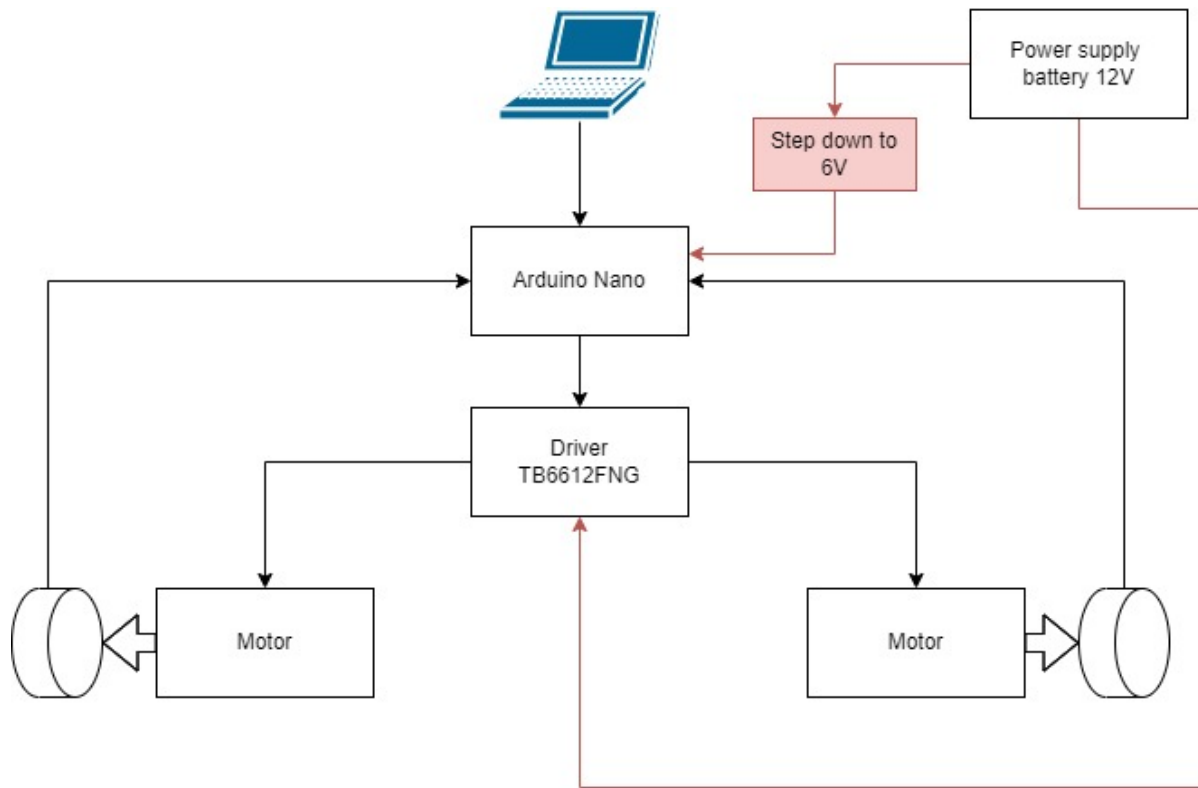 Power supply
battery 12V
Step down to
6V
Arduino Nano
Driver
TB6612FNG
Motor
Motor